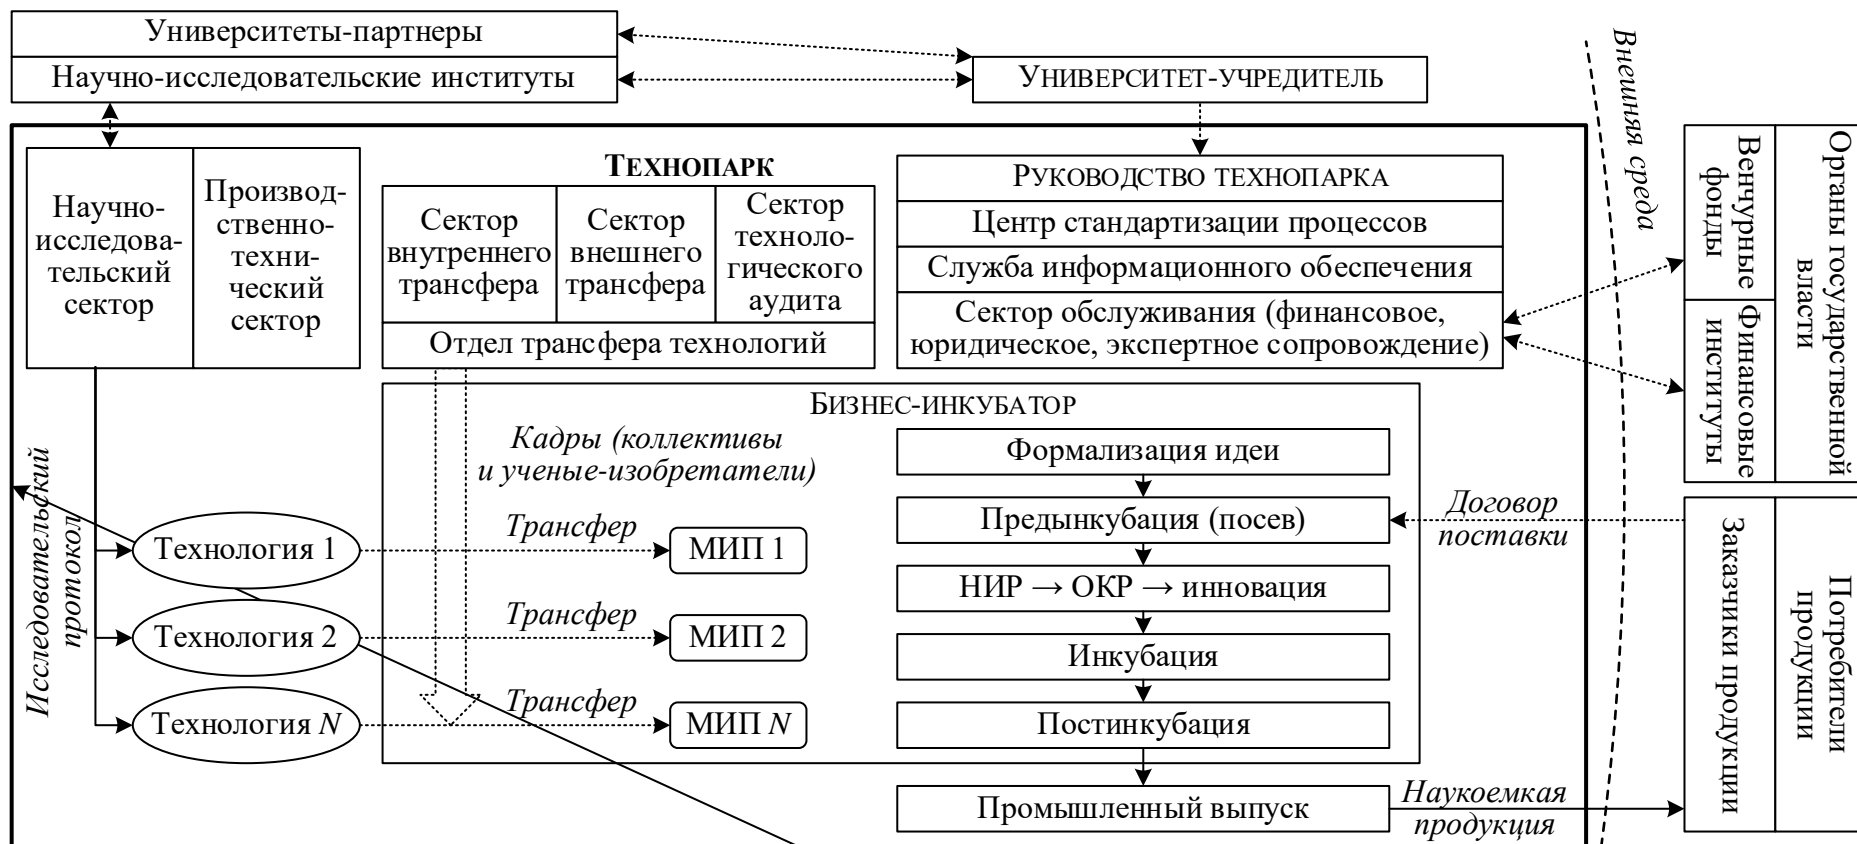 Университеты-партнеры
Научно-исследовательские институты
УНИВЕРСИТЕТ-УЧРЕДИТЕЛЬ
Внешняя среда
Венчурные
фонды
Финансовые
институты
Органы государственной
власти
ТЕХНОПАРК
Научно-
исследова-
тельский
сектор
Производ-
ственно-
техни-
ческий
сектор
Сектор
внутреннего
трансфера
Сектор
внешнего
трансфера
Сектор
техноло-
гического
аудита
Отдел трансфера технологий
РУКОВОДСТВО ТЕХНОПАРКА
Центр стандартизации процессов
Служба информационного обеспечения
Сектор обслуживания (финансовое,
юридическое, экспертное сопровождение)
БИЗНЕС-ИНКУБАТОР
Кадры (коллективы
и ученые-изобретатели)
Исследовательский
протокол
Технология 1
Трансфер
МИП 1
Технология 2
Трансфер
МИП 2
Технология N
Трансфер
МИП N
Формализация идеи
Предынкубация (посев)
НИР → ОКР → инновация
Инкубация
Постинкубация
Промышленный выпуск
Договор
поставки
Наукоемкая
продукция
Заказчики продукции
Потребители
продукции